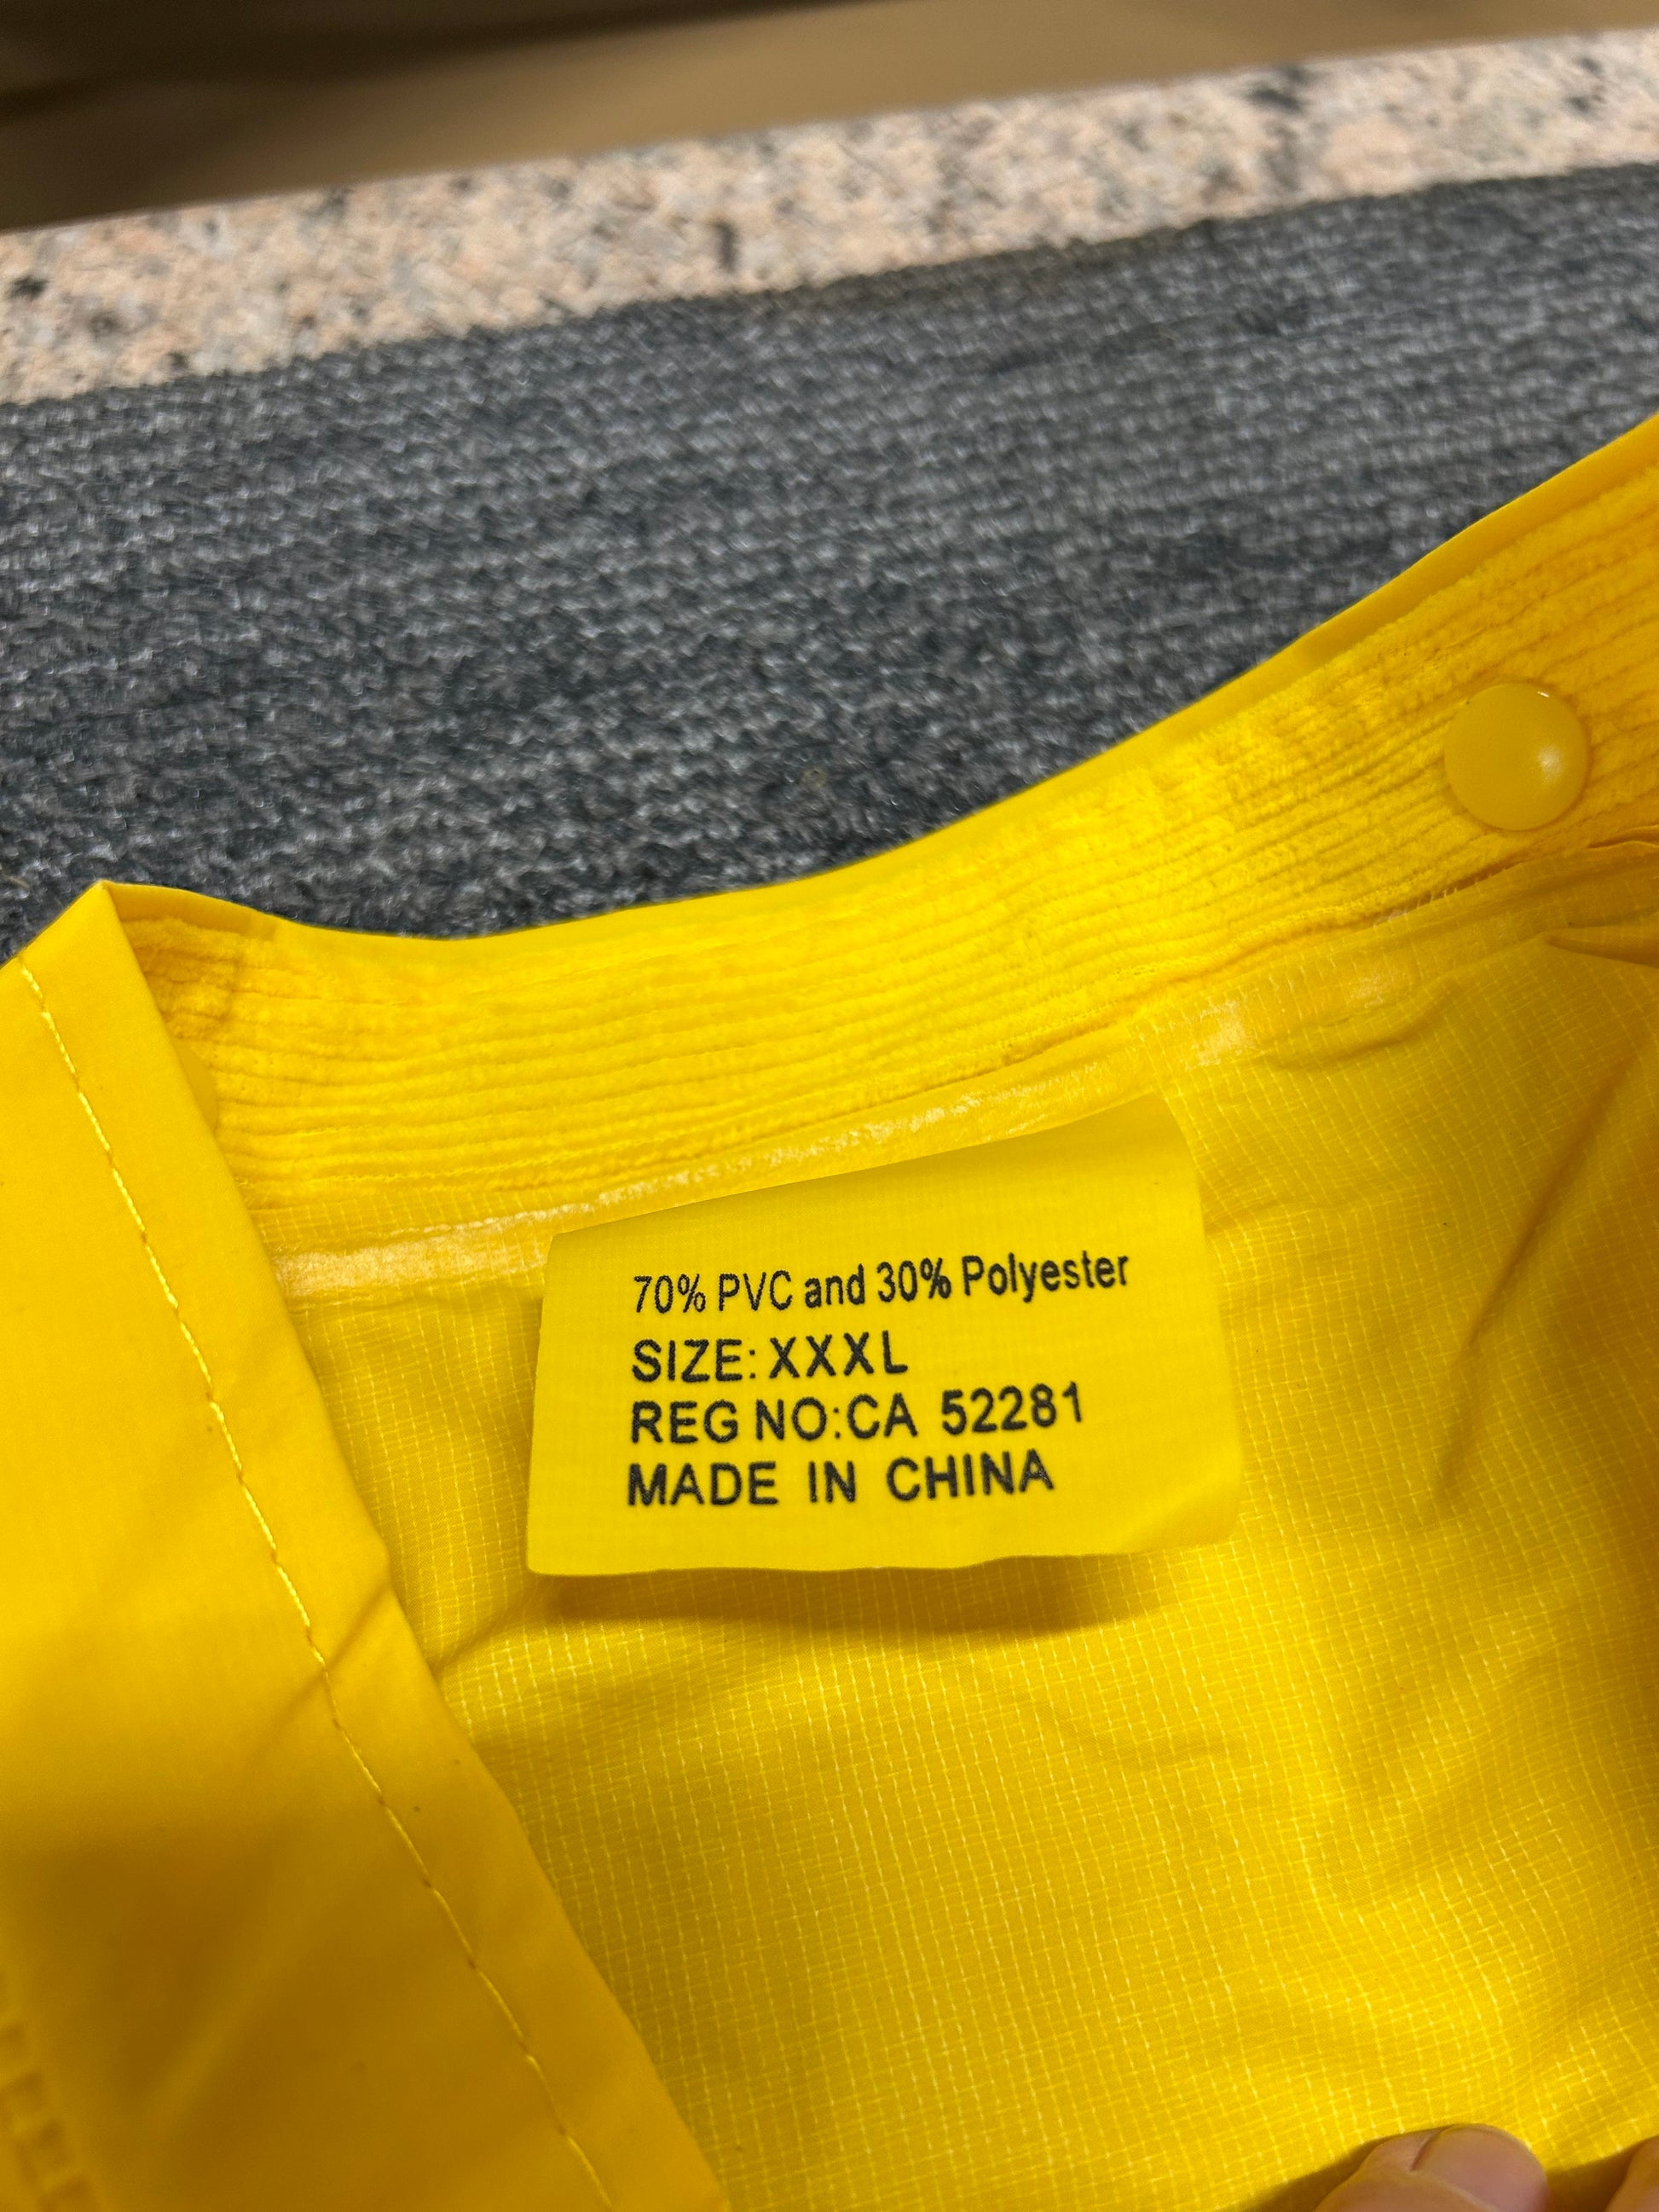 70% PVC and 30% Polyester
SIZE: XXXL
REG NO:CA 52281
MADE IN CHINA